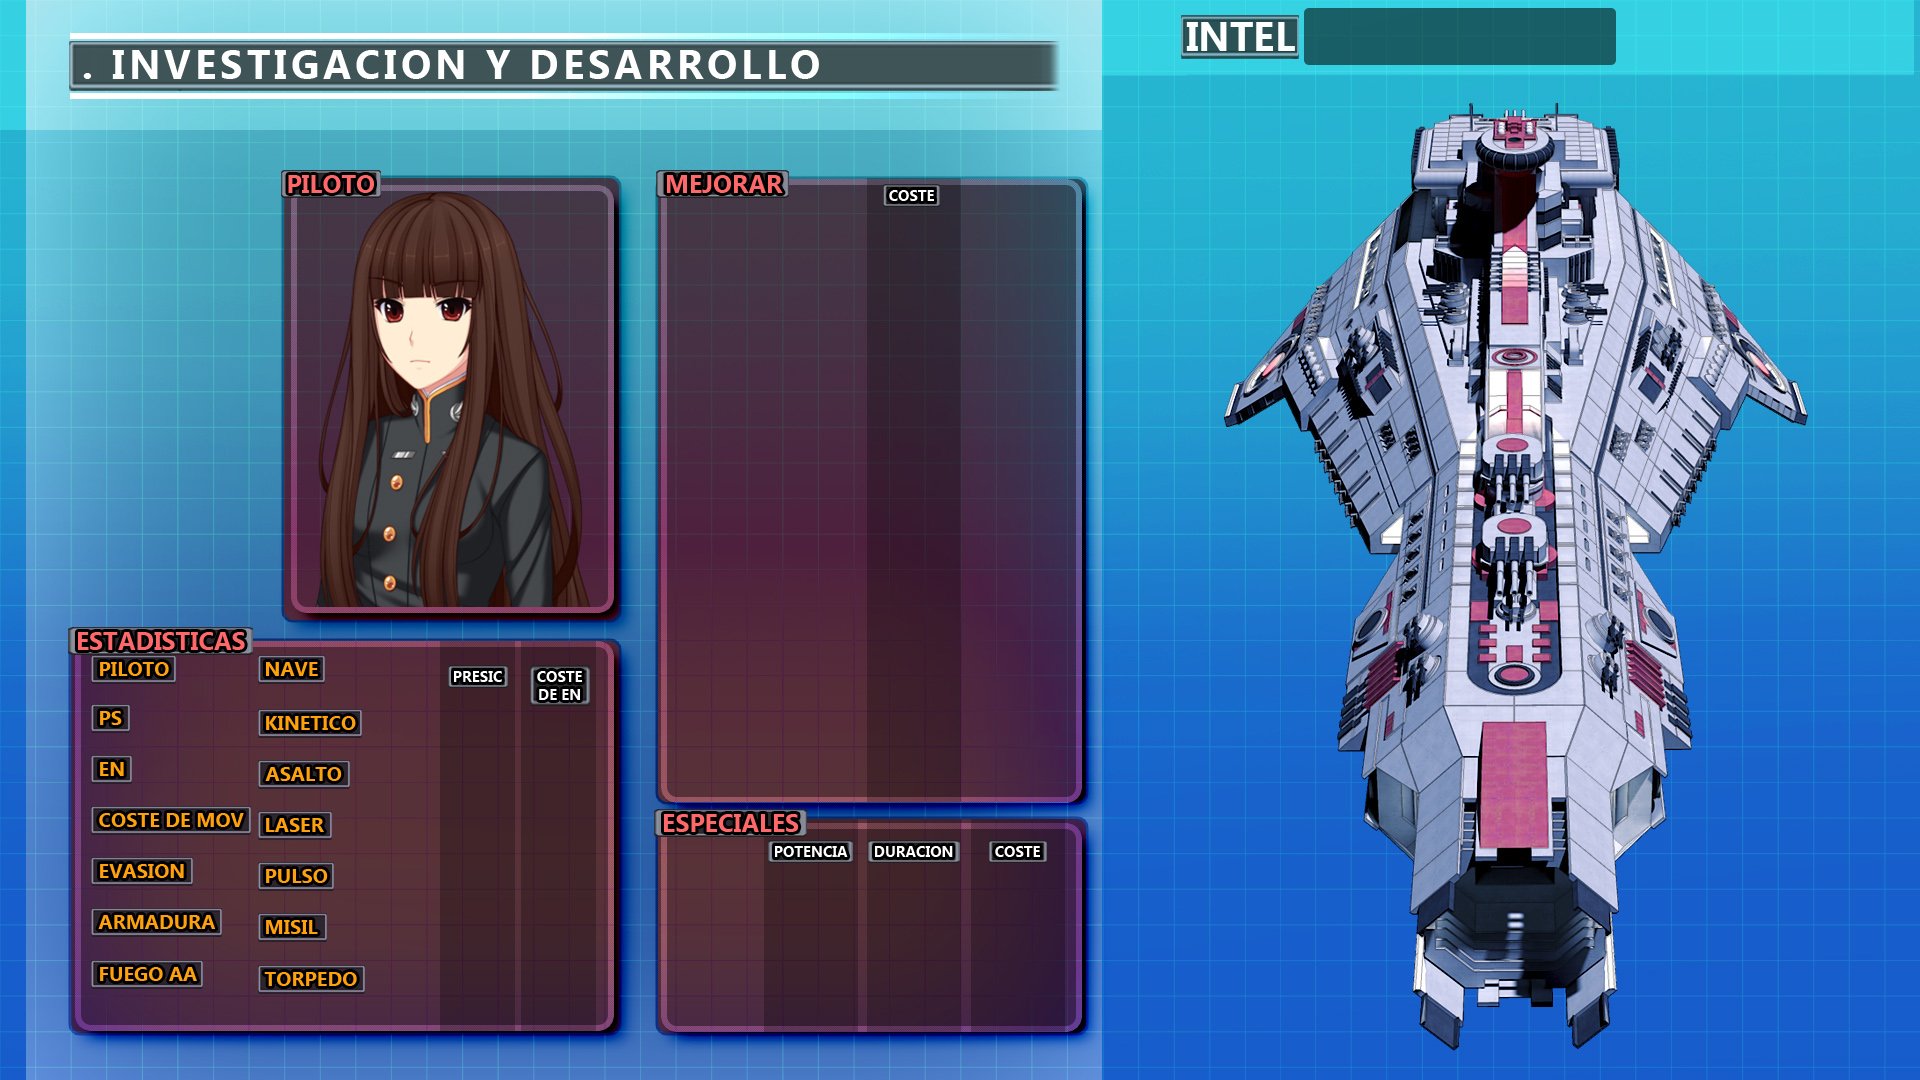 . INVESTIGACION Y DESARROLLO
INTEL
PILOTO
MEJORAR
COSTE
ESTADISTICAS
PILOTO
NAVE
PRESIC
COSTE
DE EN
PS
KINETICO
EN
ASALTO
COSTE DE MOV
LASER
EVASION
PULSO
ARMADURA
MISIL
FUEGO AA
TORPEDO
ESPECIALES
POTENCIA
DURACION
COSTE